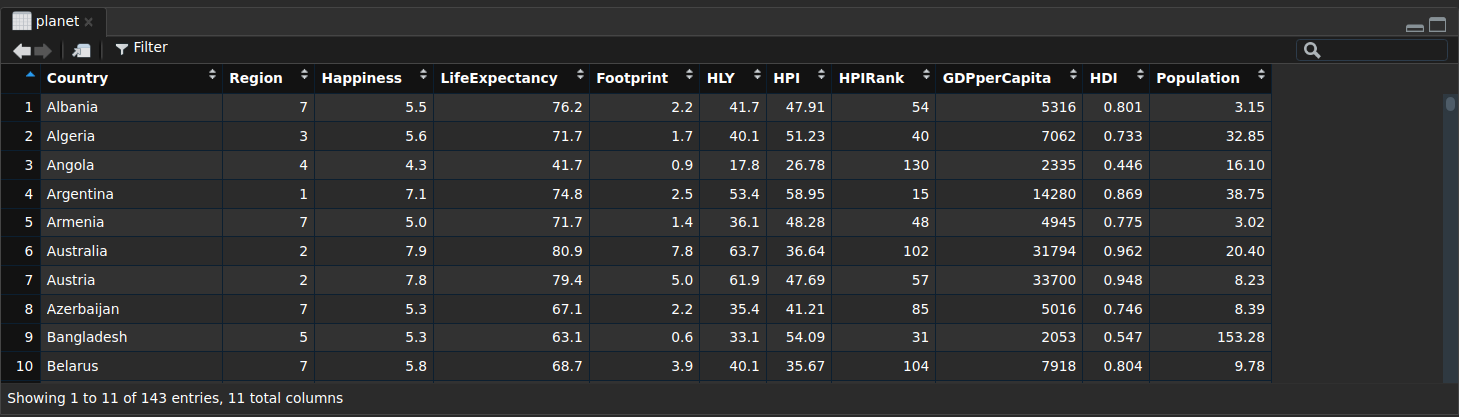 planet
Filter
Country Region Happiness LifeExpectancy Footprint HLY HPI HPIRank GDPperCapita HDI Population
1 Albania 7 5.5 76.2 2.2 41.7 47.91 54 5316 0.801 3.15
2 Algeria 3 5.6 71.7 1.7 40.1 51.23 40 7062 0.733 32.85
3 Angola 4 4.3 41.7 0.9 17.8 26.78 130 2335 0.446 16.10
4 Argentina 1 7.1 74.8 2.5 53.4 58.95 15 14280 0.869 38.75
5 Armenia 7 5.0 71.7 1.4 36.1 48.28 48 4945 0.775 3.02
6 Australia 2 7.9 80.9 7.8 63.7 36.64 102 31794 0.962 20.40
7 Austria 2 7.8 79.4 5.0 61.9 47.69 57 33700 0.948 8.23
8 Azerbaijan 7 5.3 67.1 2.2 35.4 41.21 85 5016 0.746 8.39
9 Bangladesh 5 5.3 63.1 0.6 33.1 54.09 31 2053 0.547 153.28
10 Belarus 7 5.8 68.7 3.9 40.1 35.67 104 7918 0.804 9.78
Showing 1 to 11 of 143 entries, 11 total columns